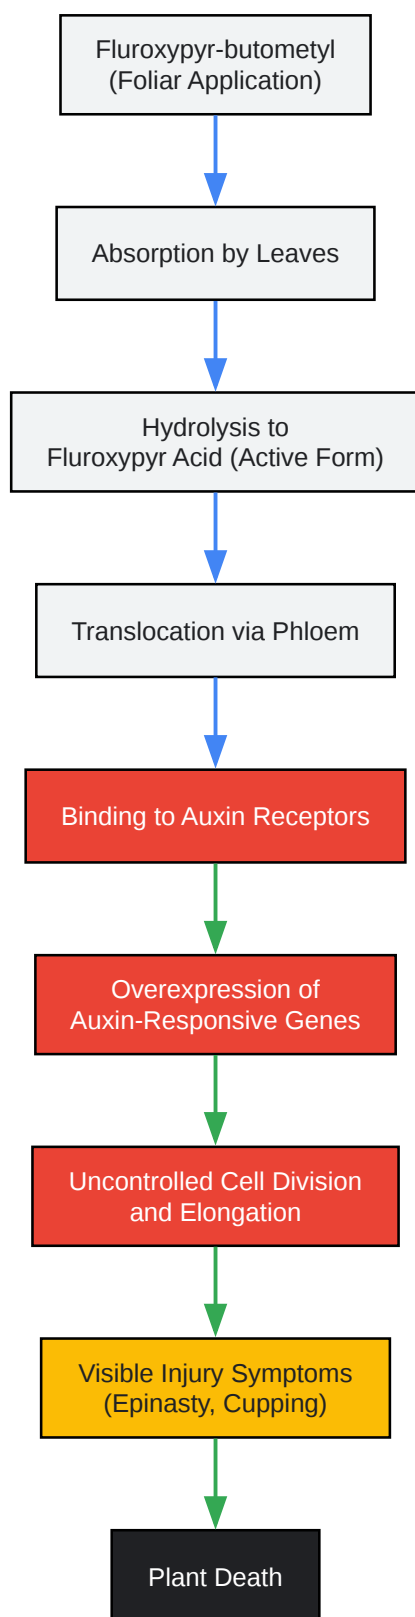 Fluroxypyr-butometyl
(Foliar Application)
Absorption by Leaves
Hydrolysis to
Fluroxypyr Acid (Active Form)
Translocation via Phloem
Binding to Auxin Receptors
Overexpression of
Auxin-Responsive Genes
Uncontrolled Cell Division
and Elongation
Visible Injury Symptoms
(Epinasty, Cupping)
Plant Death